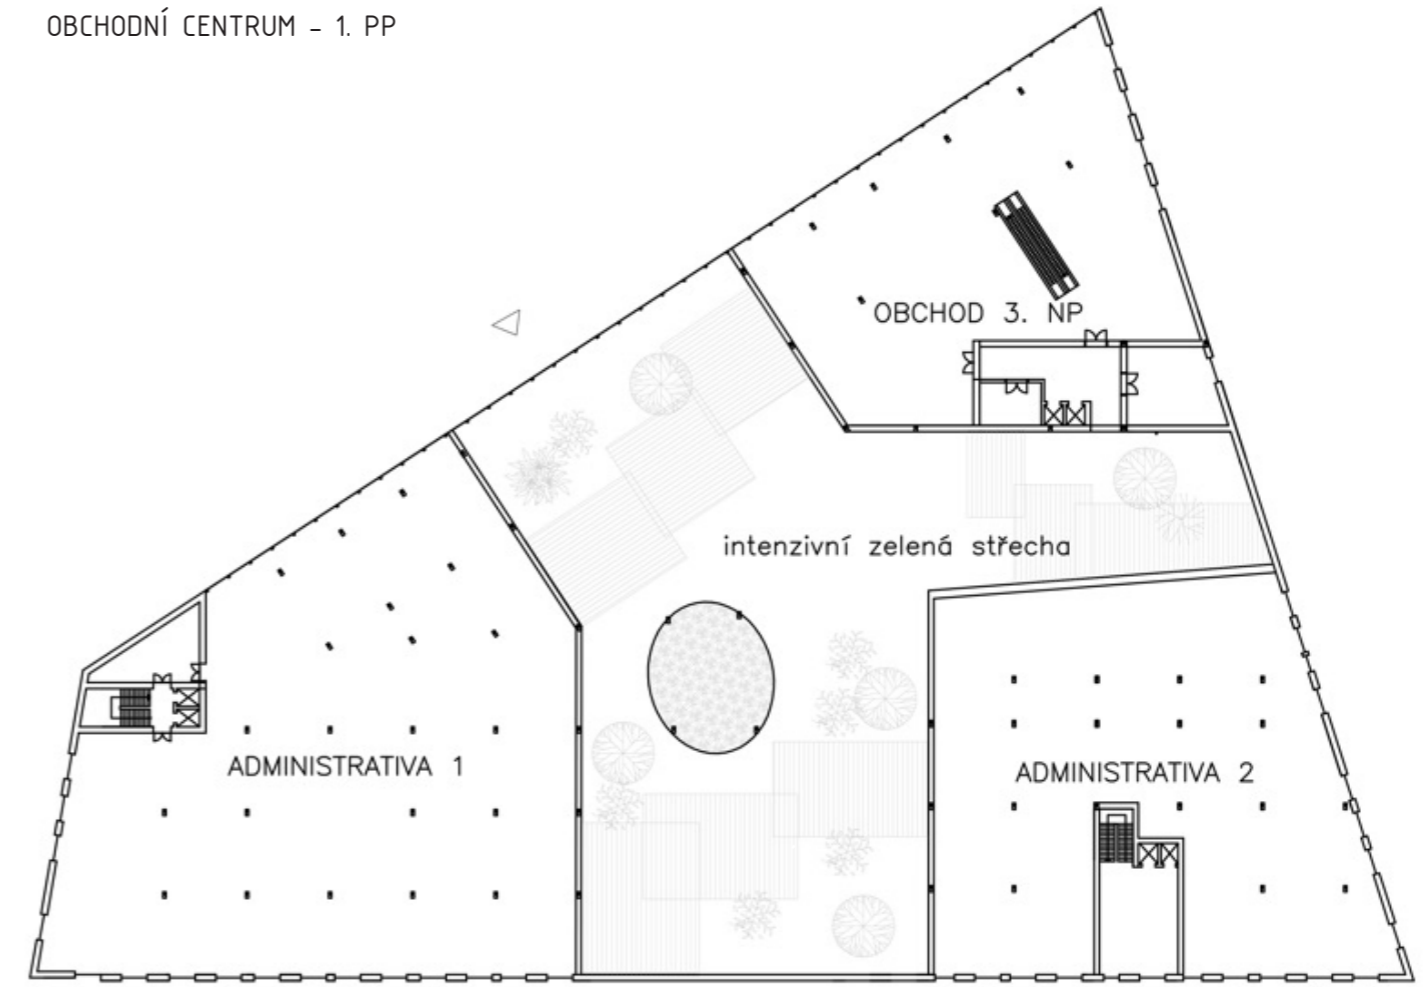 OBCHODNÍ CENTRUM - 1. PP
OBCHOD 3. NP
intenzivní zelená střecha
ADMINISTRATIVA 1
ADMINISTRATIVA 2